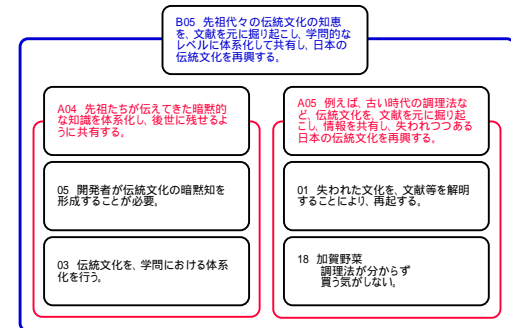 B05 先祖代々の伝統文化の知恵
を、文献を元に掘り起こし、学問的な
レベルに体系化して共有し、日本の
伝統文化を再興する。
A04 先祖たちが伝えてきた暗黙的
な知識を体系化し、後世に残せるよ
うに共有する。
05 開発者が伝統文化の暗黙知を
形成することが必要。
03 伝統文化を、学問における体系
化を行う。
A05 例えば、古い時代の調理法な
ど、伝統文化を、文献を元に掘り起
こし、情報を共有し、失われつつある
日本の伝統文化を再興する。
01 失われた文化を、文献等を解明
することにより、再起する。
18 加賀野菜
調理法が分からず
買う気がしない。